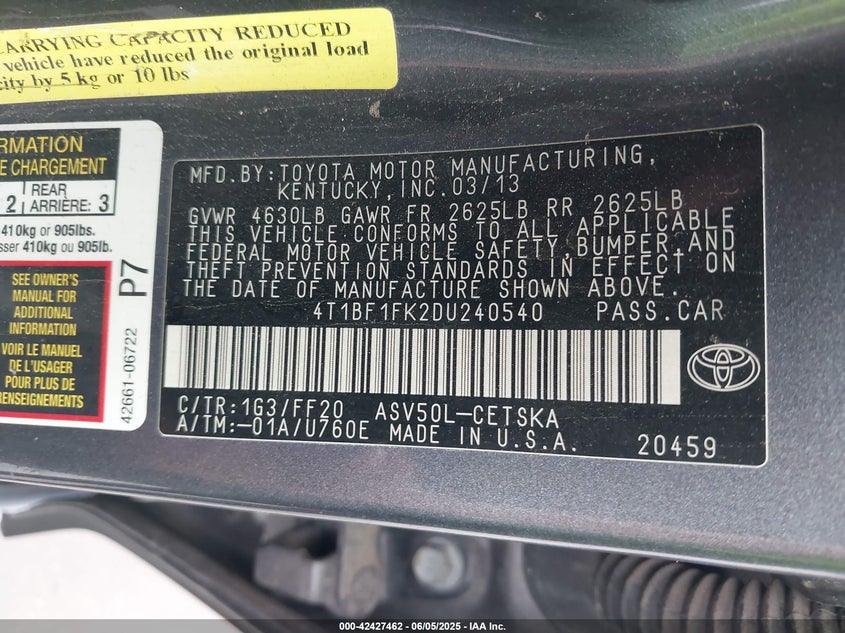 CARRYING CAPACITY REDUCED
vehicle have reduced the original load
by 5 kg or 10 lbs
CHARGEMENT
2 REAR ARRIÈRE: 3
410kg or 905lbs.
410kg ou 905lb.
SEE OWNER'S
MANUAL FOR
ADDITIONAL
INFORMATION
VOIR LE MANUEL
DE L'USAGER
POUR PLUS DE
RENSEIGNEMENTS
P7
42661-06722
MFD.BY:TOYOTA MOTOR MANUFACTURING,
KENTUCKY,INC.03/13
GVWR 4630LB GAWR FR 2625LB RR 2625LB
THIS VEHICLE CONFORMS TO ALL APPLICABLE
FEDERAL MOTOR VEHICLE SAFETY,BUMPER,AND
THEFT PREVENTION STANDARDS IN EFFECT ON
THE DATE OF MANUFACTURE SHOWN ABOVE.
4T1BF1FK2DU240540 PASS.CAR
C/TR:1G3/FF20 ASV50L-CETSKA
A/TM:-01A/U760E MADE IN U.S.A. 20459
000-42427462 - 06/05/2025 - IAA Inc.